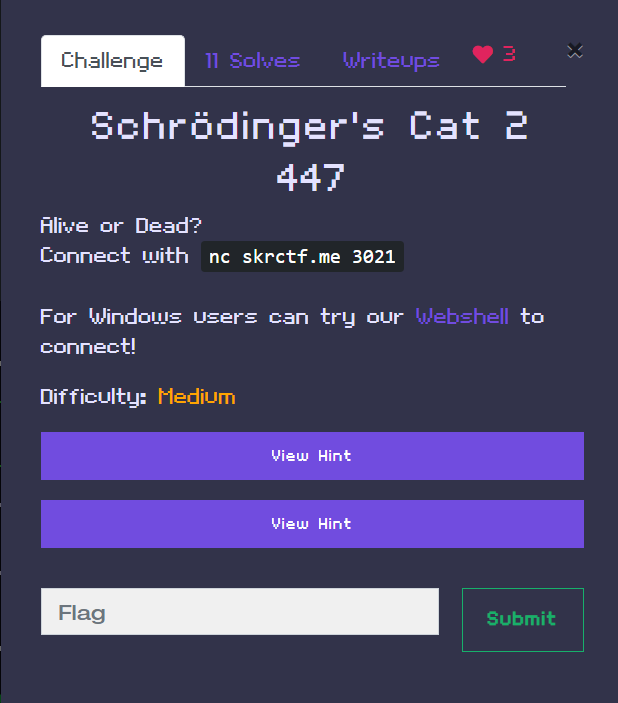 Challenge 11 Solves Writeups 3 ×
Schrödinger's Cat 2
447
Alive or Dead?
Connect with nc skrctf.me 3021
For Windows users can try our Webshell to
connect!
Difficulty: Medium
View Hint
View Hint
Flag Submit